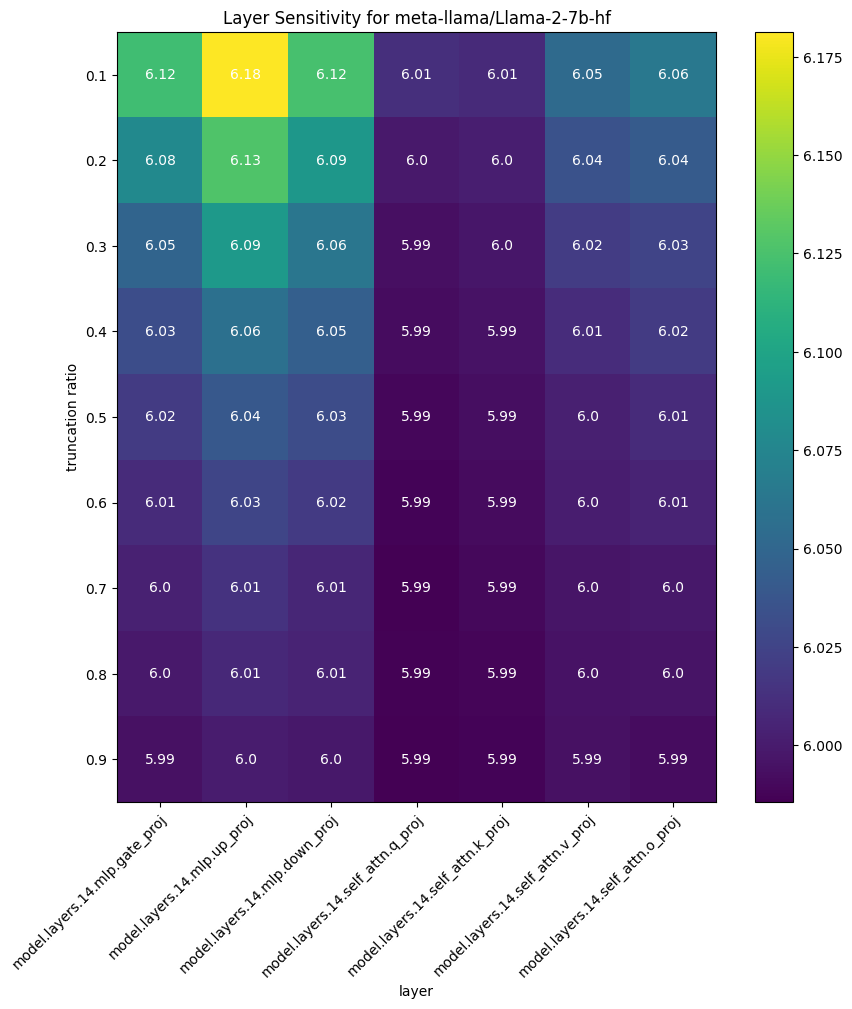 Layer Sensitivity for meta-llama/Llama-2-7b-hf
truncation ratio
0.1 6.12 6.18 6.12 6.01 6.01 6.05 6.06
0.2 6.08 6.13 6.09 6.0 6.0 6.04 6.04
0.3 6.05 6.09 6.06 5.99 6.0 6.02 6.03
0.4 6.03 6.06 6.05 5.99 5.99 6.01 6.02
0.5 6.02 6.04 6.03 5.99 5.99 6.0 6.01
0.6 6.01 6.03 6.02 5.99 5.99 6.0 6.01
0.7 6.0 6.01 6.01 5.99 5.99 6.0 6.0
0.8 6.0 6.01 6.01 5.99 5.99 6.0 6.0
0.9 5.99 6.0 6.0 5.99 5.99 5.99 5.99
model.layers.14.mlp.gate_proj
model.layers.14.mlp.up_proj
model.layers.14.mlp.down_proj
model.layers.14.self_attn.q_proj
model.layers.14.self_attn.k_proj
model.layers.14.self_attn.v_proj
model.layers.14.self_attn.o_proj
layer
6.175
6.150
6.125
6.100
6.075
6.050
6.025
6.000